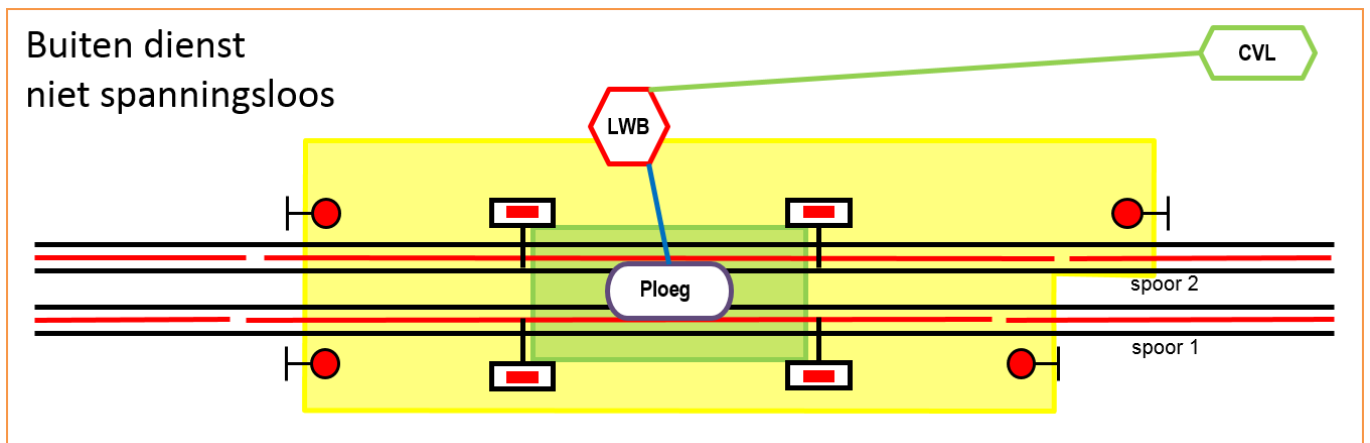 Buiten dienst
niet spanningsloos
CVL
LWB
Ploeg
spoor 2
spoor 1